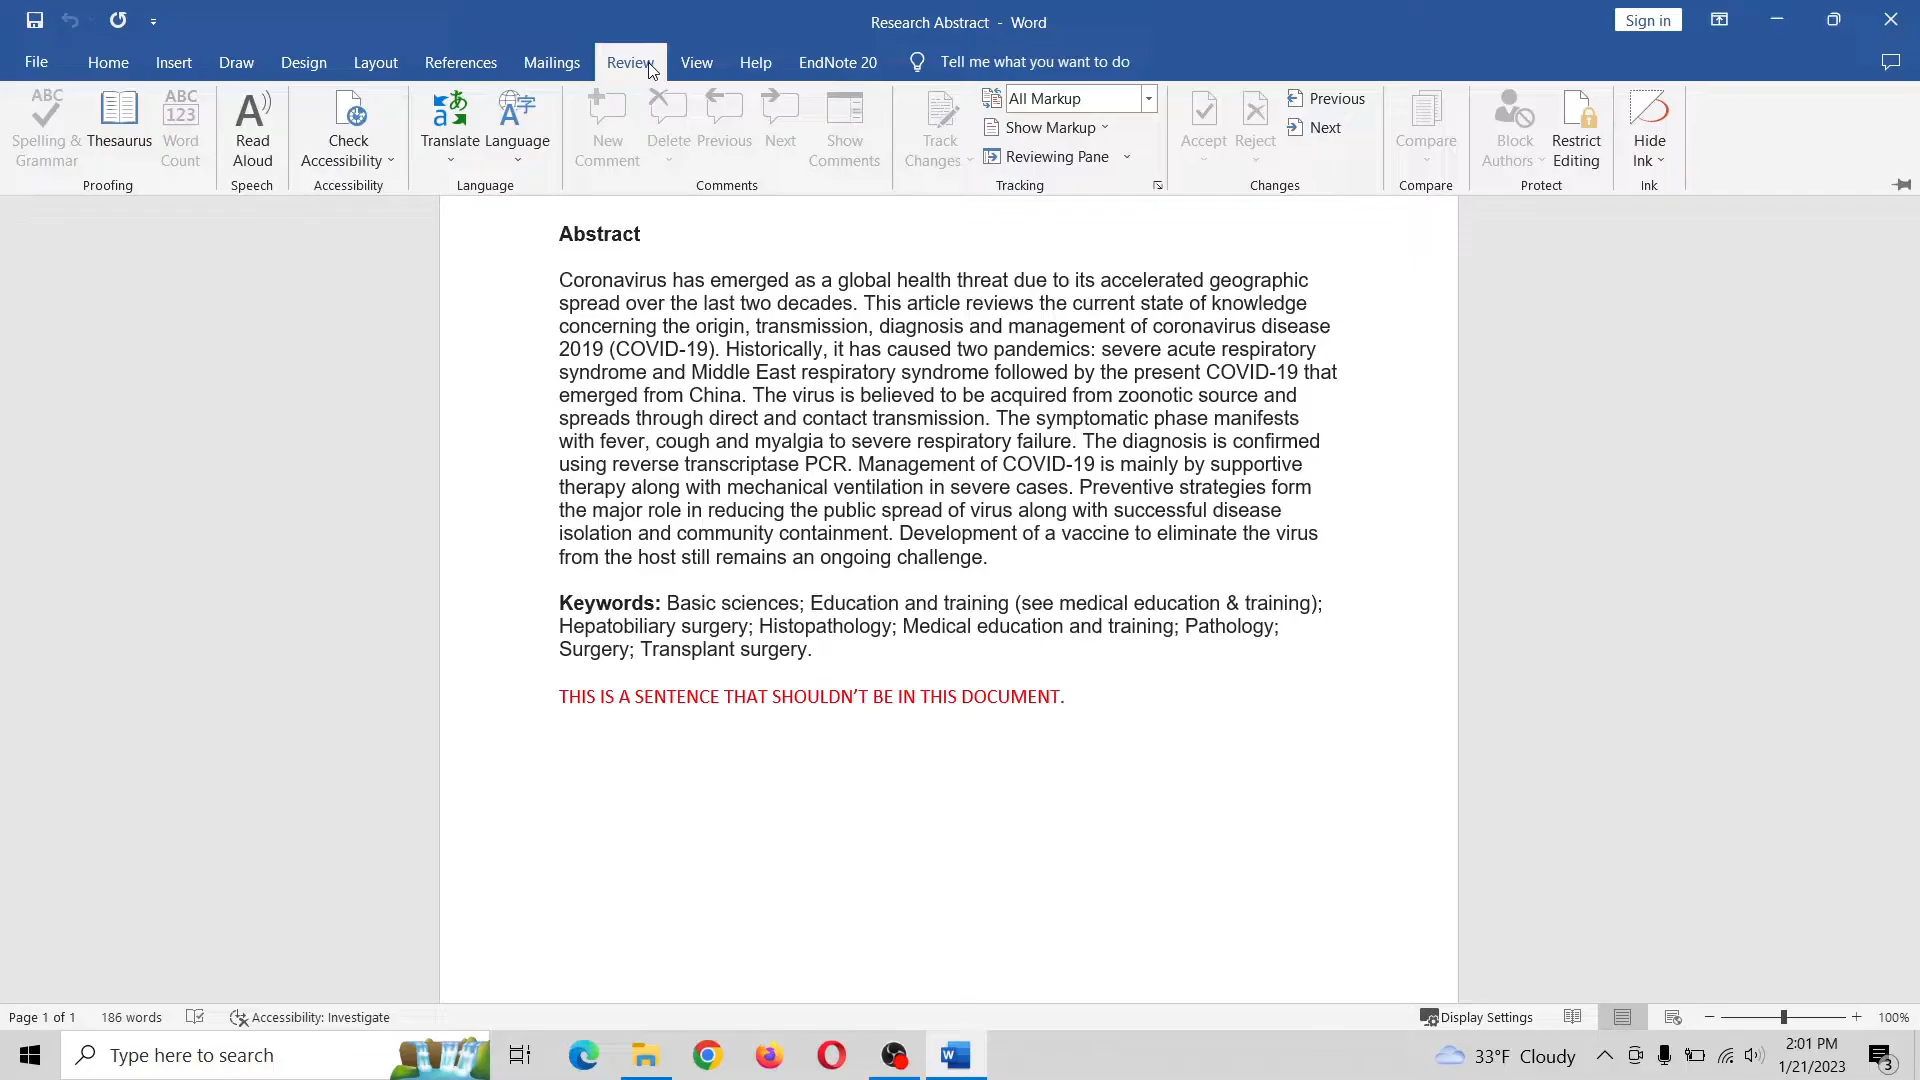 Research Abstract - Word
Sign in
File Home Insert Draw Design Layout References Mailings Review View Help EndNote 20 Tell me what you want to do
ABC
Spelling &
Grammar
Thesaurus
ABC
123
Word
Count
Proofing
Read
Aloud
Speech
Check
Accessibility
Accessibility
Translate
Language
Language
New
Comment
Delete
Previous
Next
Show
Comments
Comments
Track
Changes
All Markup
Show Markup
Reviewing Pane
Tracking
Accept
Reject
Previous
Next
Changes
Compare
Compare
Block
Authors
Restrict
Editing
Protect
Hide
Ink
Ink
Abstract
Coronavirus has emerged as a global health threat due to its accelerated geographic
spread over the last two decades. This article reviews the current state of knowledge
concerning the origin, transmission, diagnosis and management of coronavirus disease
2019 (COVID-19). Historically, it has caused two pandemics: severe acute respiratory
syndrome and Middle East respiratory syndrome followed by the present COVID-19 that
emerged from China. The virus is believed to be acquired from zoonotic source and
spreads through direct and contact transmission. The symptomatic phase manifests
with fever, cough and myalgia to severe respiratory failure. The diagnosis is confirmed
using reverse transcriptase PCR. Management of COVID-19 is mainly by supportive
therapy along with mechanical ventilation in severe cases. Preventive strategies form
the major role in reducing the public spread of virus along with successful disease
isolation and community containment. Development of a vaccine to eliminate the virus
from the host still remains an ongoing challenge.
Keywords: Basic sciences; Education and training (see medical education & training);
Hepatobiliary surgery; Histopathology; Medical education and training; Pathology;
Surgery; Transplant surgery.
THIS IS A SENTENCE THAT SHOULDN'T BE IN THIS DOCUMENT.
Page 1 of 1 186 words Accessibility: Investigate Display Settings 100%
Type here to search
33°F Cloudy
2:01 PM
1/21/2023
3